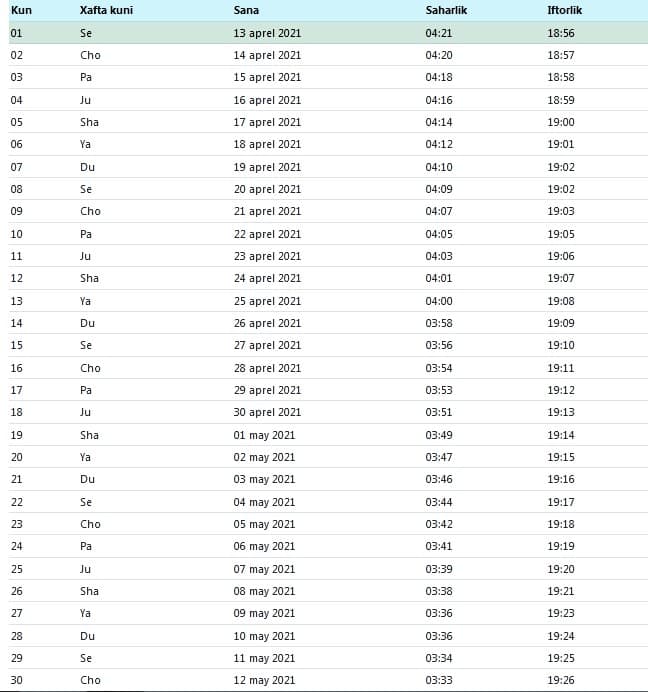 Kun Xafta kuni Sana Saharlik Iftorlik
01 Se 13 aprel 2021 04:21 18:56
02 Cho 14 aprel 2021 04:20 18:57
03 Pa 15 aprel 2021 04:18 18:58
04 Ju 16 aprel 2021 04:16 18:59
05 Sha 17 aprel 2021 04:14 19:00
06 Ya 18 aprel 2021 04:12 19:01
07 Du 19 aprel 2021 04:10 19:02
08 Se 20 aprel 2021 04:09 19:02
09 Cho 21 aprel 2021 04:07 19:03
10 Pa 22 aprel 2021 04:05 19:05
11 Ju 23 aprel 2021 04:03 19:06
12 Sha 24 aprel 2021 04:01 19:07
13 Ya 25 aprel 2021 04:00 19:08
14 Du 26 aprel 2021 03:58 19:09
15 Se 27 aprel 2021 03:56 19:10
16 Cho 28 aprel 2021 03:54 19:11
17 Pa 29 aprel 2021 03:53 19:12
18 Ju 30 aprel 2021 03:51 19:13
19 Sha 01 may 2021 03:49 19:14
20 Ya 02 may 2021 03:47 19:15
21 Du 03 may 2021 03:46 19:16
22 Se 04 may 2021 03:44 19:17
23 Cho 05 may 2021 03:42 19:18
24 Pa 06 may 2021 03:41 19:19
25 Ju 07 may 2021 03:39 19:20
26 Sha 08 may 2021 03:38 19:21
27 Ya 09 may 2021 03:36 19:23
28 Du 10 may 2021 03:36 19:24
29 Se 11 may 2021 03:34 19:25
30 Cho 12 may 2021 03:33 19:26